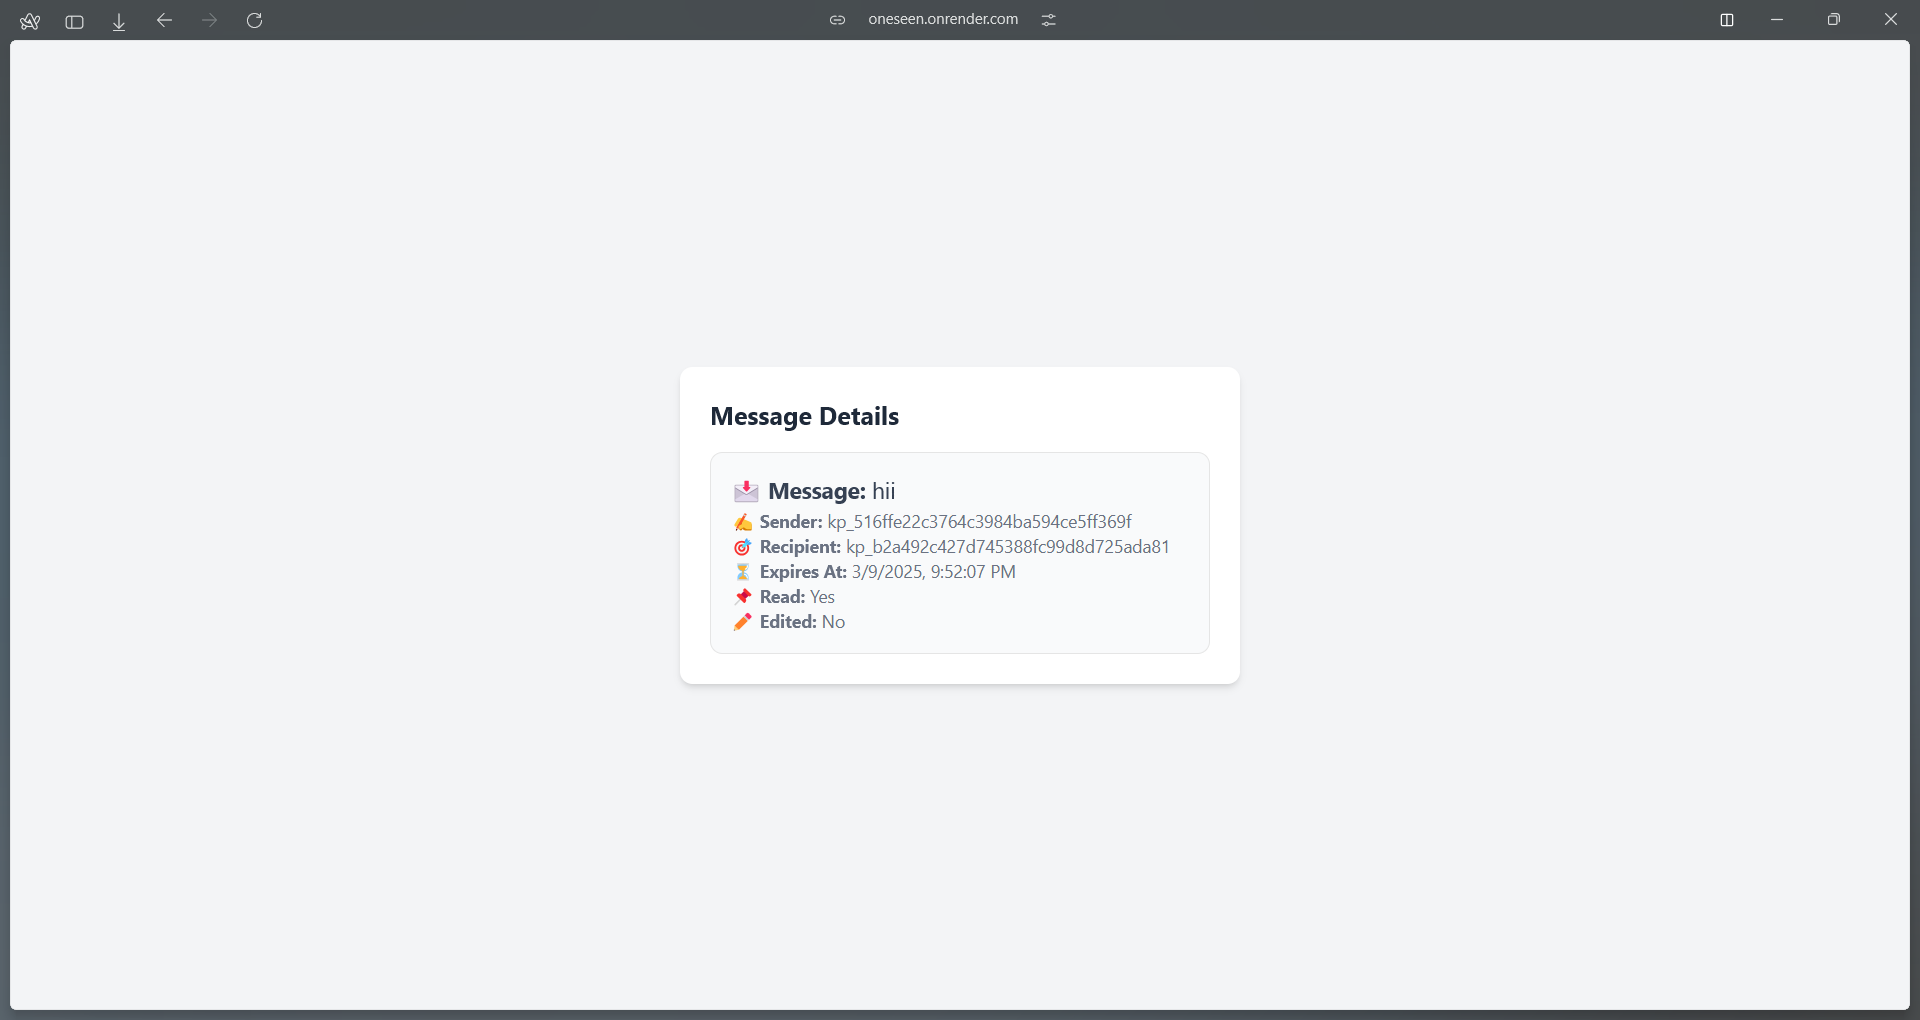 oneseen.onrender.com
Message Details
📩 Message: hii
✍️ Sender: kp_516ffe22c3764c3984ba594ce5ff369f
🎯 Recipient: kp_b2a492c427d745388fc99d8d725ada81
⏳ Expires At: 3/9/2025, 9:52:07 PM
📌 Read: Yes
✏️ Edited: No